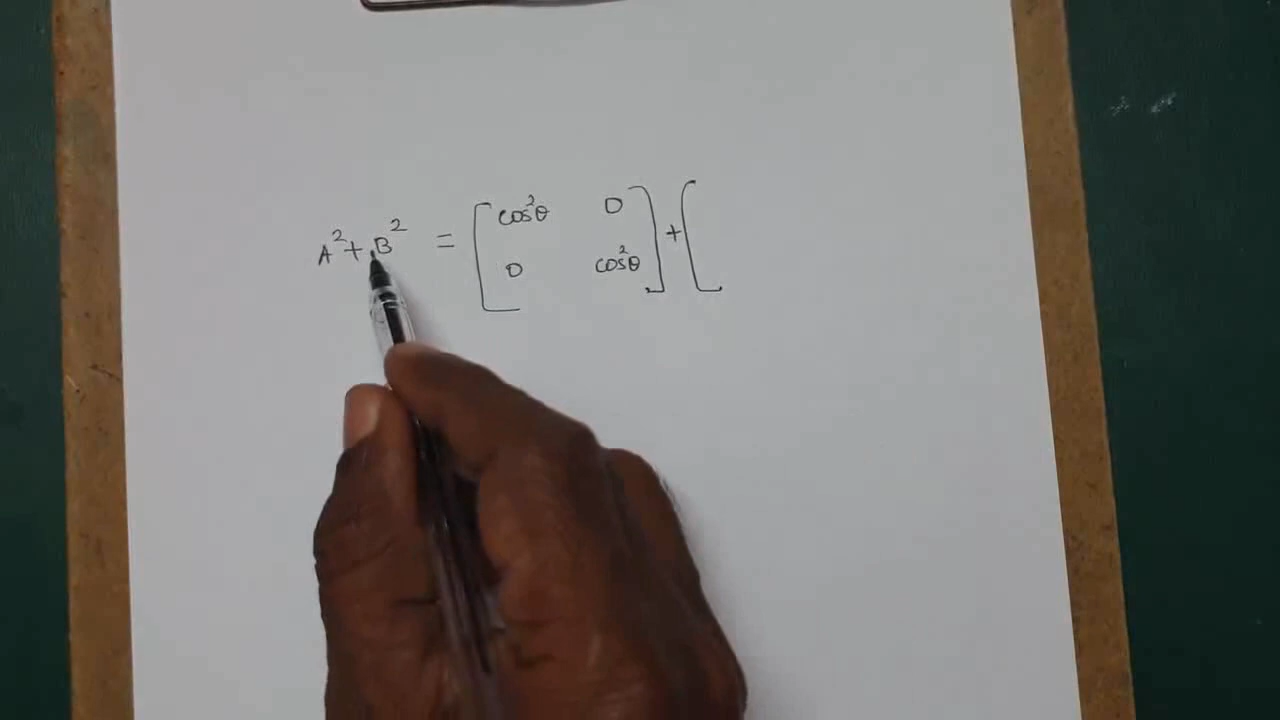 A² + B² = [ cos²θ 0 ] + [
0 cos²θ